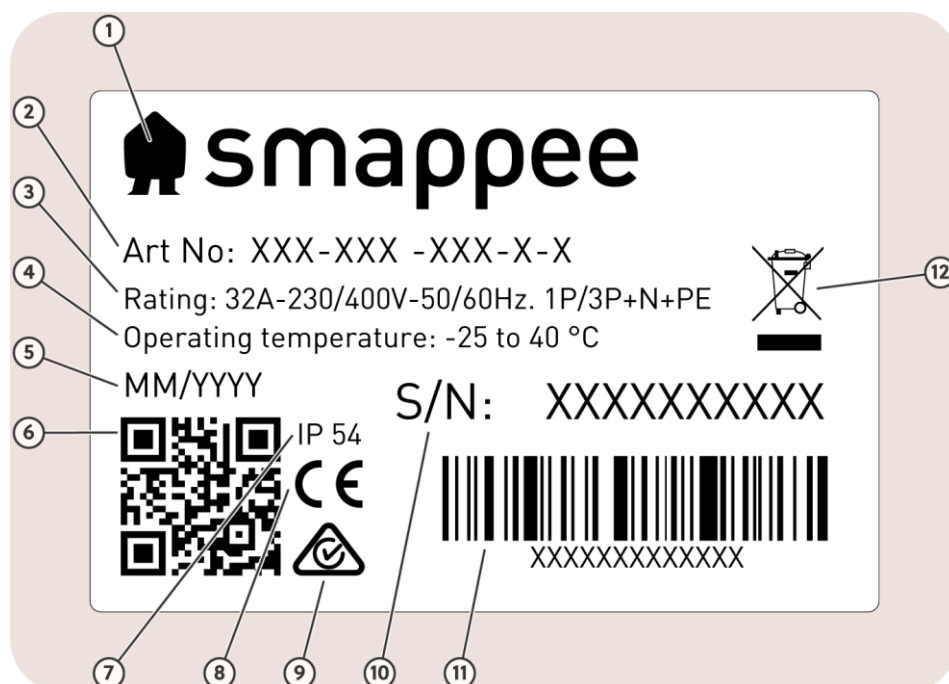 1
2
3
4
5
6
7
8
9
10
11
12
smappee
Art No: XXX-XXX -XXX-X-X
Rating: 32A-230/400V-50/60Hz. 1P/3P+N+PE
Operating temperature: -25 to 40 °C
MM/YYYY
S/N: XXXXXXXXXX
IP 54
CE
XXXXXXXXXXXXX